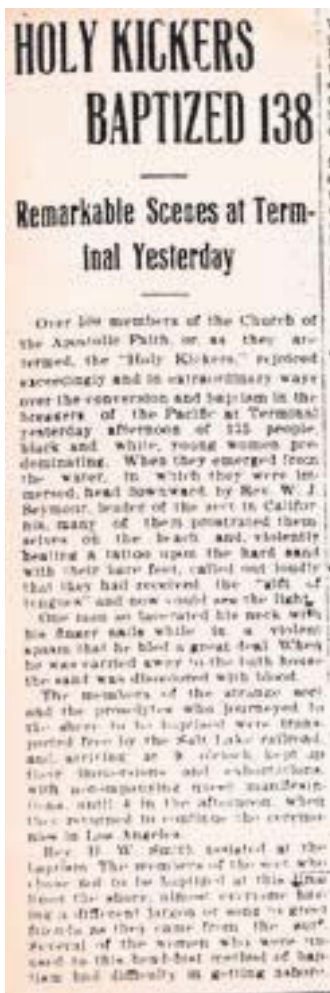 HOLY KICKERS
BAPTIZED 138
Remarkable Scenes at Term-
inal Yesterday
Over 500 members of the Church of
the Apostolic Faith, or, as they are
termed, the "Holy Kickers," rejoiced
exceedingly and in extraordinary ways
over the conversion and baptism in the
breakers of the Pacific at Terminal
yesterday afternoon of 138 people,
black and white, young women pre-
dominating. When they emerged from
the water, in which they were im-
mersed, head downward, by Rev. W. J.
Seymour, leader of the sect in Califor-
nia, many of them prostrated them
selves on the beach and, violently
beating a tattoo upon the hard sand
with their bare feet, called out loudly
that they had received the "gift of
tongues" and now could see the light.
One man so lacerated his neck with
his finger nails while in a violent
spasm that he bled a great deal. When
he was carried away to the bath house
the sand was discolored with blood.
The members of the strange sect
and the proselytes who journeyed to
the shore to be baptized were trans-
ported free by the Salt Lake railroad,
and, arriving at 9 o'clock, kept up
their immersions and exhortations,
with accompanying queer manifesta-
tions, until 4 in the afternoon, when
they returned to continue the ceremo-
nies in Los Angeles.
Rev. H. W. Smith assisted at the
baptism. The members of the sect who
chose not to be baptized at this time
lined the shore, almost everyone hav-
ing a different jargon or song to greet
friends as they came from the surf.
Several of the women who were un-
used to this head-first method of bap-
tism had difficulty in getting ashore.